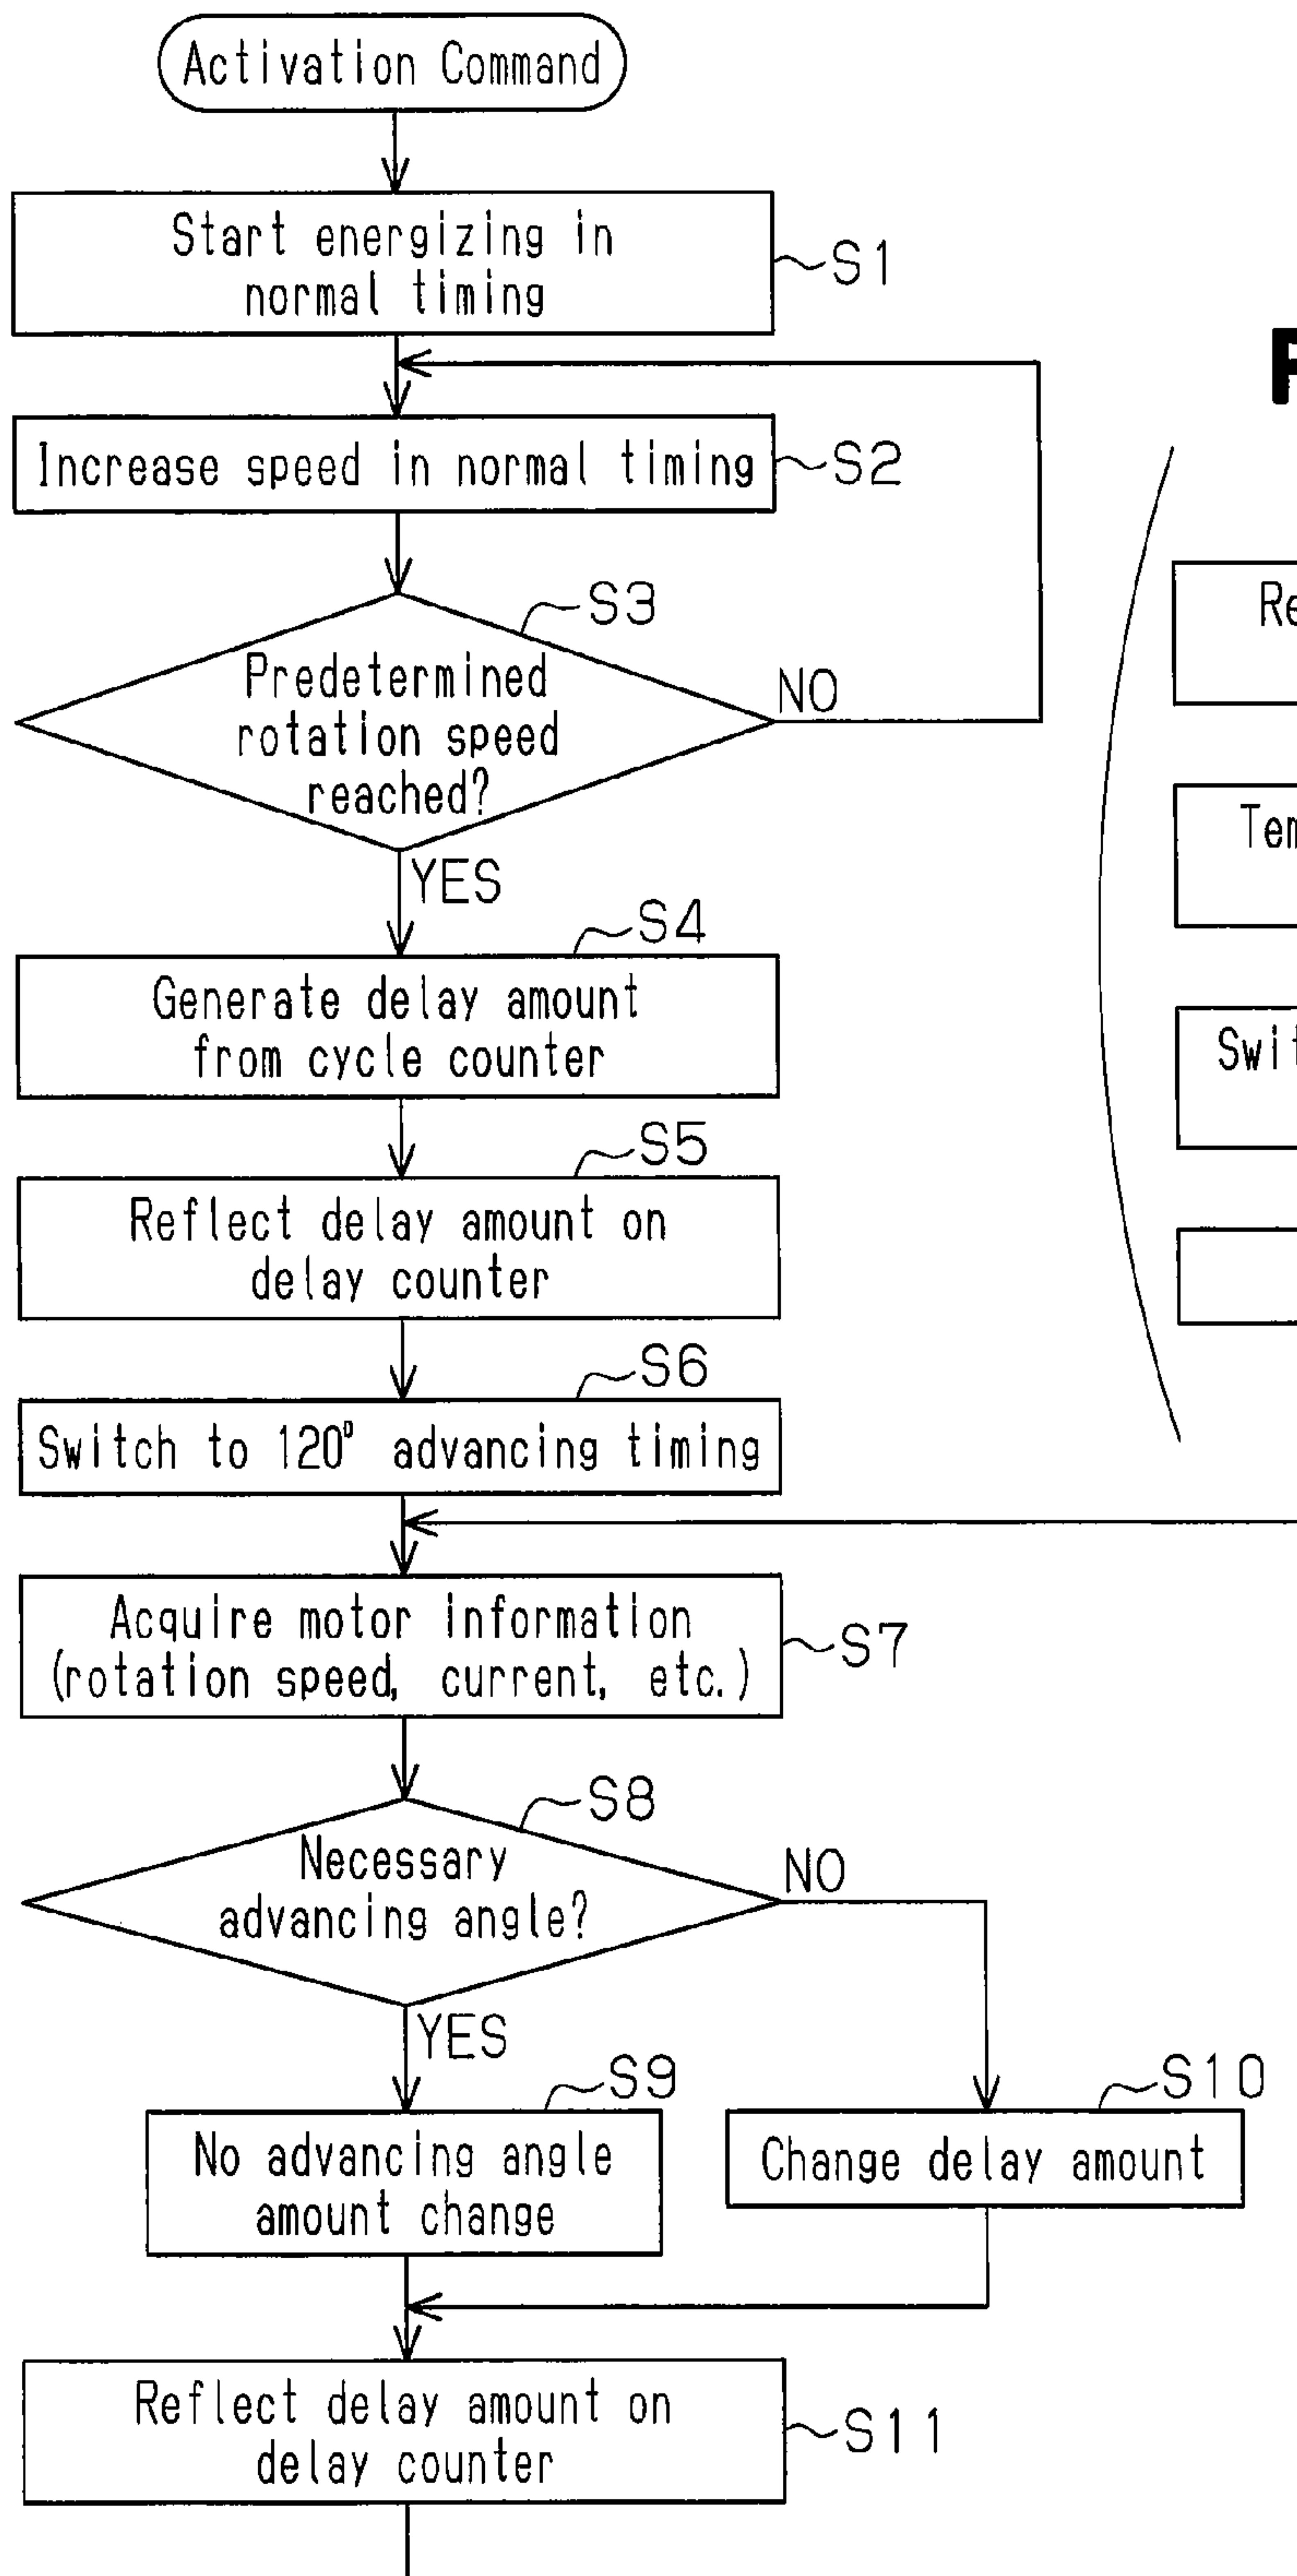 Activation Command
Start energizing in
normal timing
S1
Increase speed in normal timing
S2
S3
Predetermined
rotation speed
reached?
NO
YES
S4
Generate delay amount
from cycle counter
S5
Reflect delay amount on
delay counter
S6
Switch to 120° advancing timing
Acquire motor information
(rotation speed, current, etc.)
S7
S8
Necessary
advancing angle?
NO
YES
S9
No advancing angle
amount change
S10
Change delay amount
Reflect delay amount on
delay counter
S11